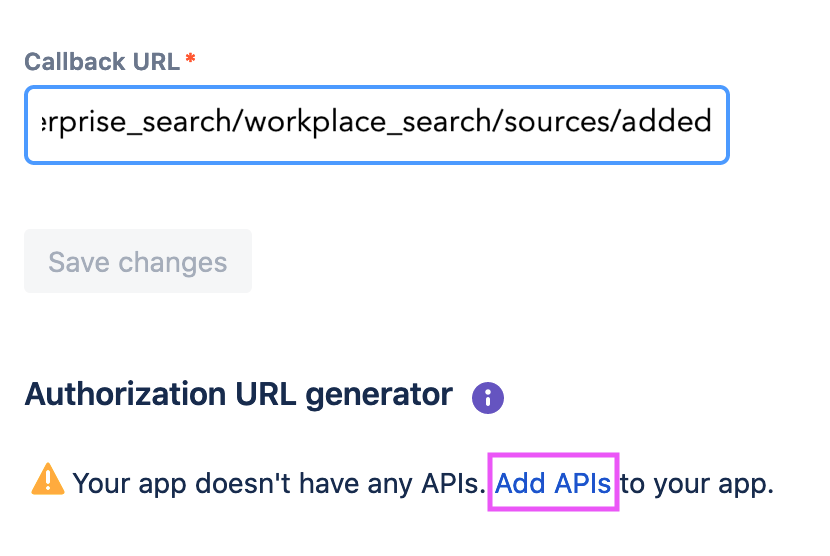 Callback URL *
erprise_search/workplace_search/sources/added
Save changes
Authorization URL generator
Your app doesn't have any APIs. Add APIs to your app.